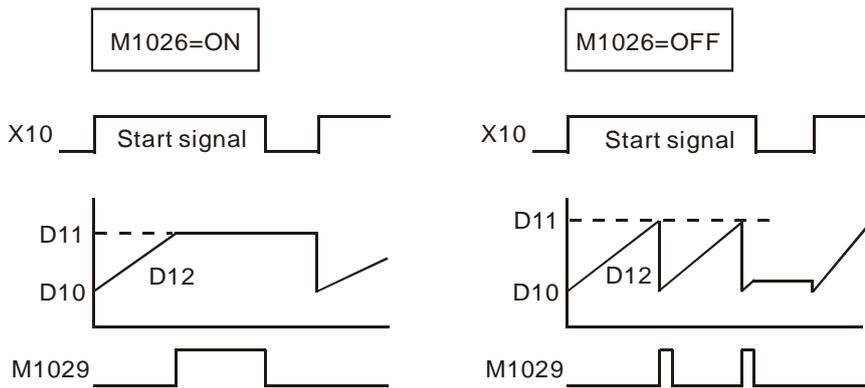 M1026=ON
X10
Start signal
D11
D12
D10
M1029
M1026=OFF
X10
Start signal
D11
D12
D10
M1029